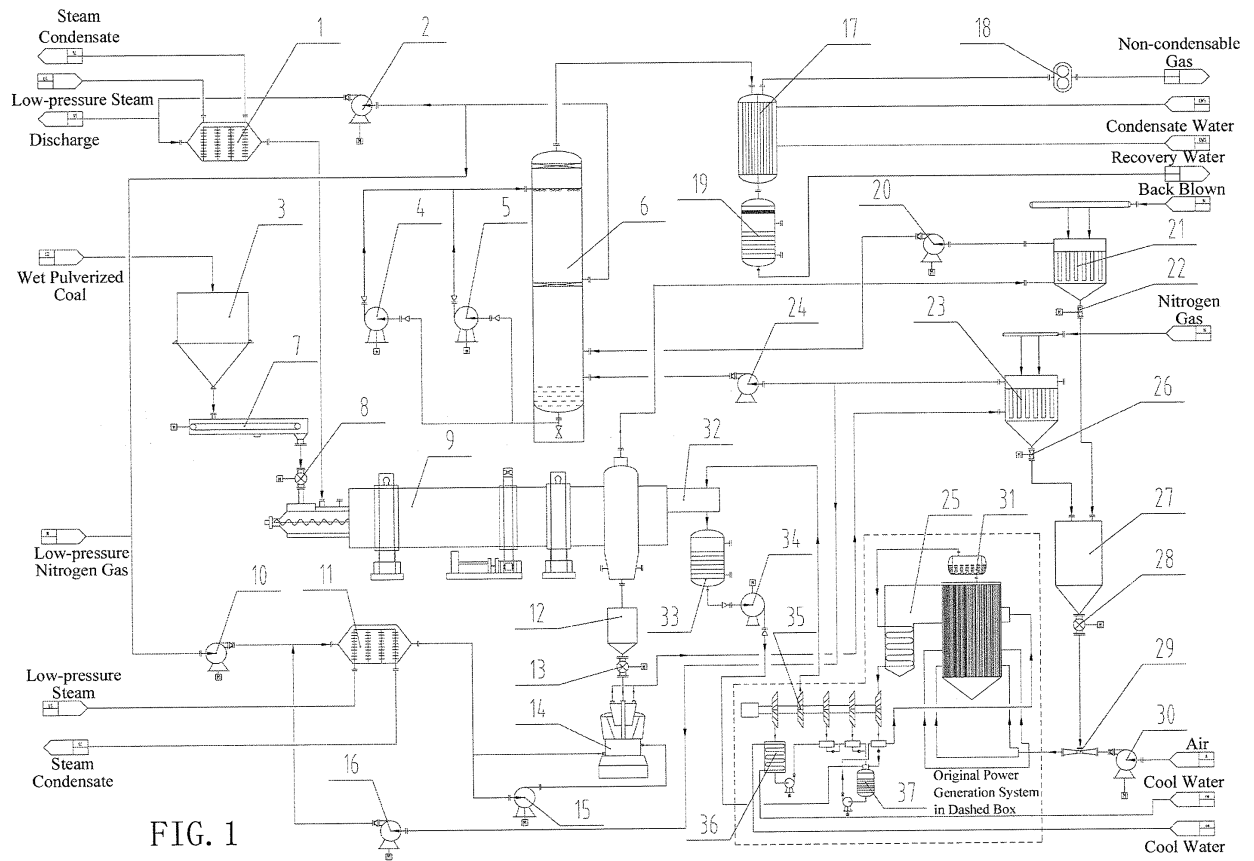 Steam
Condensate
Low-pressure Steam
Discharge
1
2
17
18
Non-condensable
Gas
Condensate Water
Recovery Water
Back Blown
3
4
5
6
19
20
21
22
Wet Pulverized
Coal
7
8
9
23
24
Nitrogen
Gas
26
32
25
31
27
28
Low-pressure
Nitrogen Gas
10
11
12
13
33
34
35
29
30
Low-pressure
Steam
14
Air
Steam
Condensate
16
15
36
37
Original Power
Generation System
in Dashed Box
Cool Water
Cool Water
FIG. 1